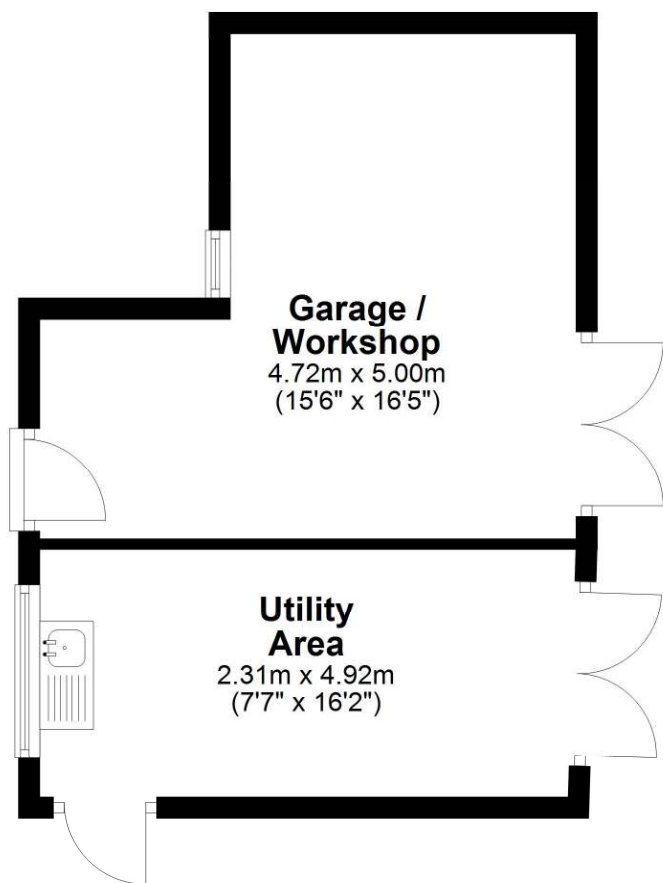 Garage /
Workshop
4.72m x 5.00m
(15'6" x 16'5")
Utility
Area
2.31m x 4.92m
(7'7" x 16'2")